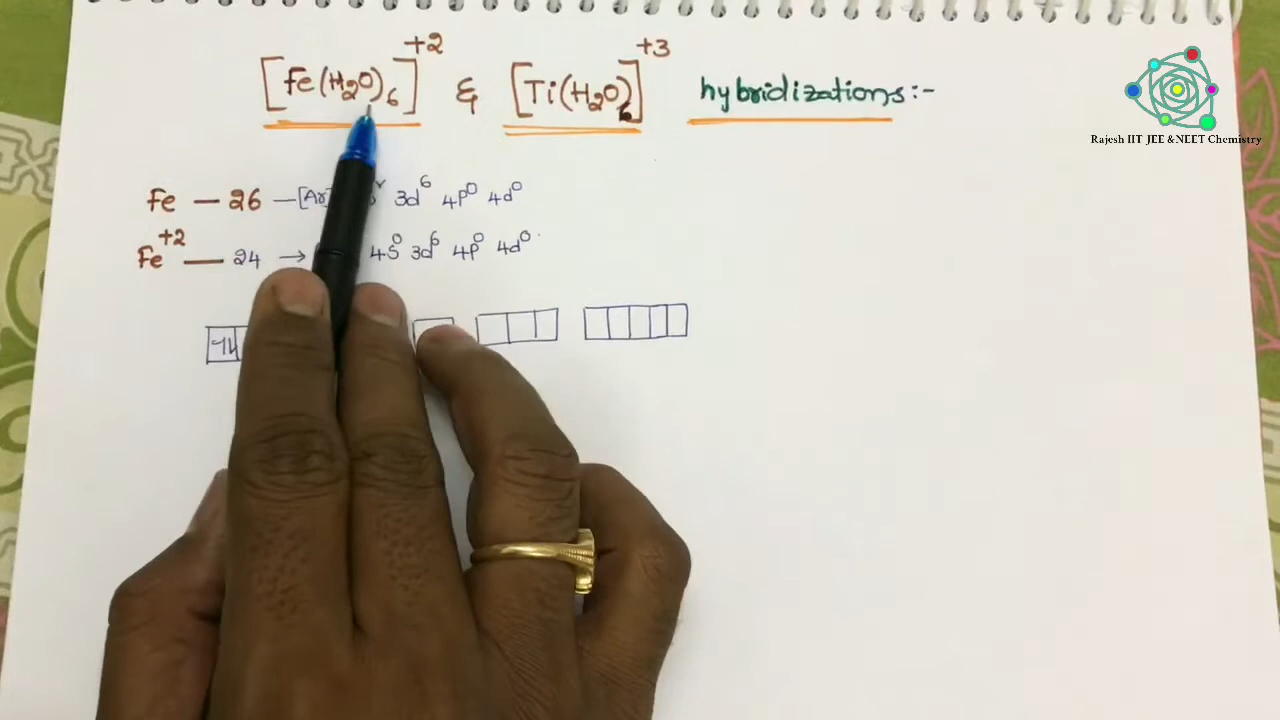 [Fe(H₂O)₆]⁺² & [Ti(H₂O)₆]⁺³ hybridizations:-
Rajesh IIT JEE &NEET Chemistry
Fe — 26 —[Ar] 3d⁶ 4p⁰ 4d⁰
Fe⁺² — 24 → 4S⁰ 3d⁶ 4p⁰ 4d⁰